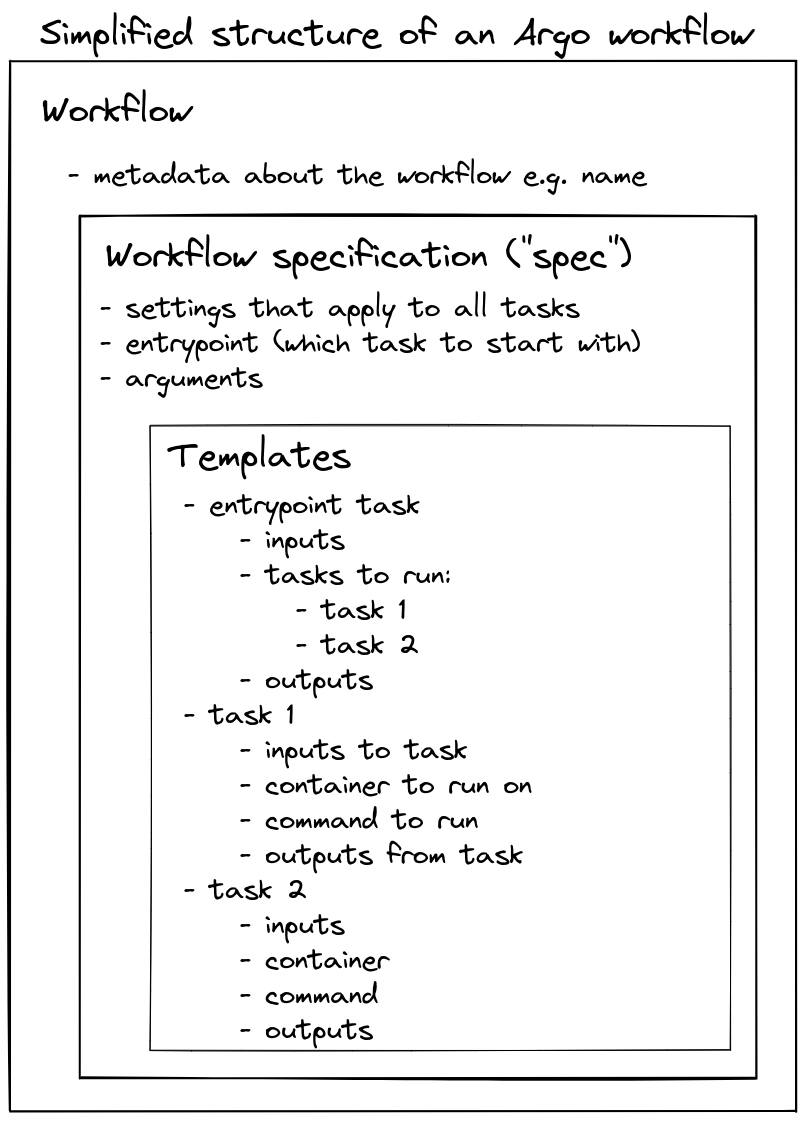 Simplified structure of an Argo workflow
Workflow
- metadata about the workflow e.g. name
Workflow specification ("spec")
- settings that apply to all tasks
- entrypoint (which task to start with)
- arguments
Templates
- entrypoint task
- inputs
- tasks to run:
- task 1
- task 2
- outputs
- task 1
- inputs to task
- container to run on
- command to run
- outputs from task
- task 2
- inputs
- container
- command
- outputs